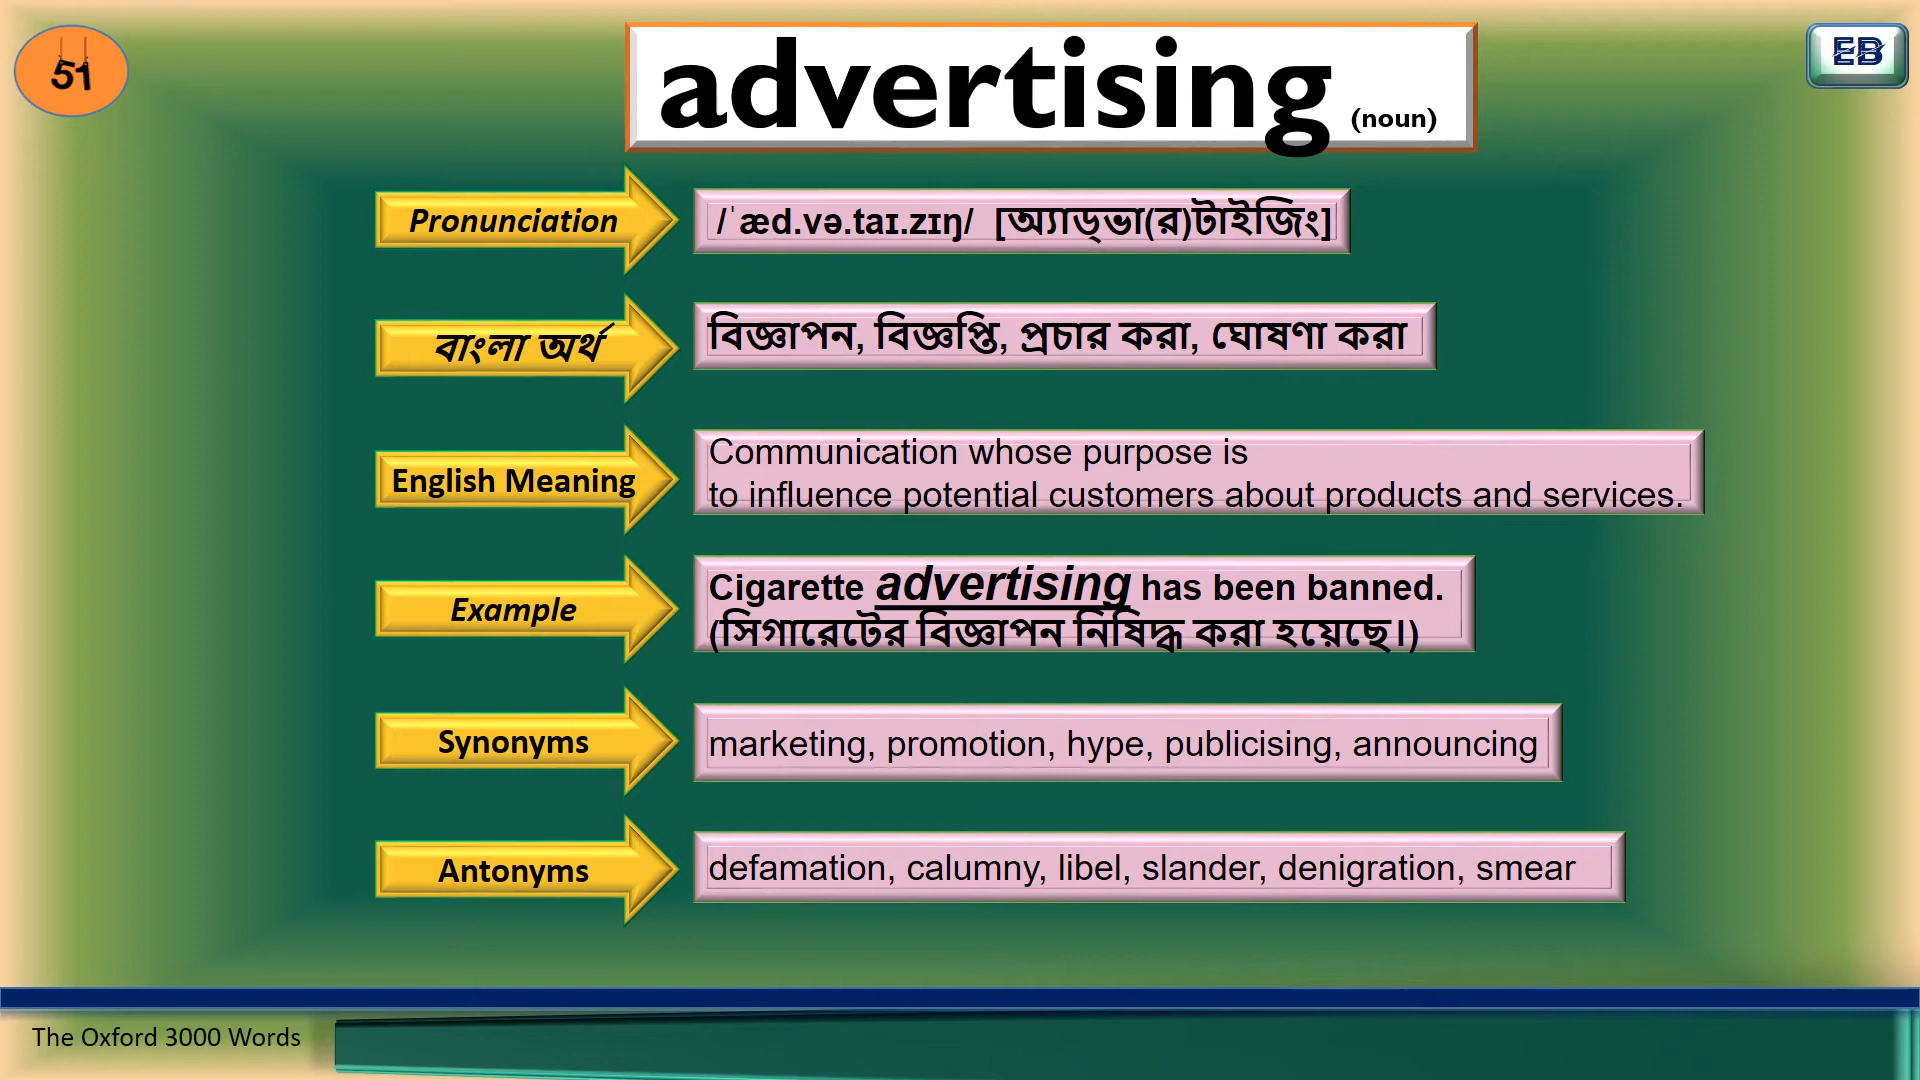 51
advertising (noun)
EB
Pronunciation
/ˈæd.və.taɪ.zɪŋ/ [অ্যাড্‌ভা(র)টাইজিং]
বাংলা অর্থ
বিজ্ঞাপন, বিজ্ঞপ্তি, প্রচার করা, ঘোষণা করা
English Meaning
Communication whose purpose is
to influence potential customers about products and services.
Example
Cigarette advertising has been banned.
(সিগারেটের বিজ্ঞাপন নিষিদ্ধ করা হয়েছে।)
Synonyms
marketing, promotion, hype, publicising, announcing
Antonyms
defamation, calumny, libel, slander, denigration, smear
The Oxford 3000 Words